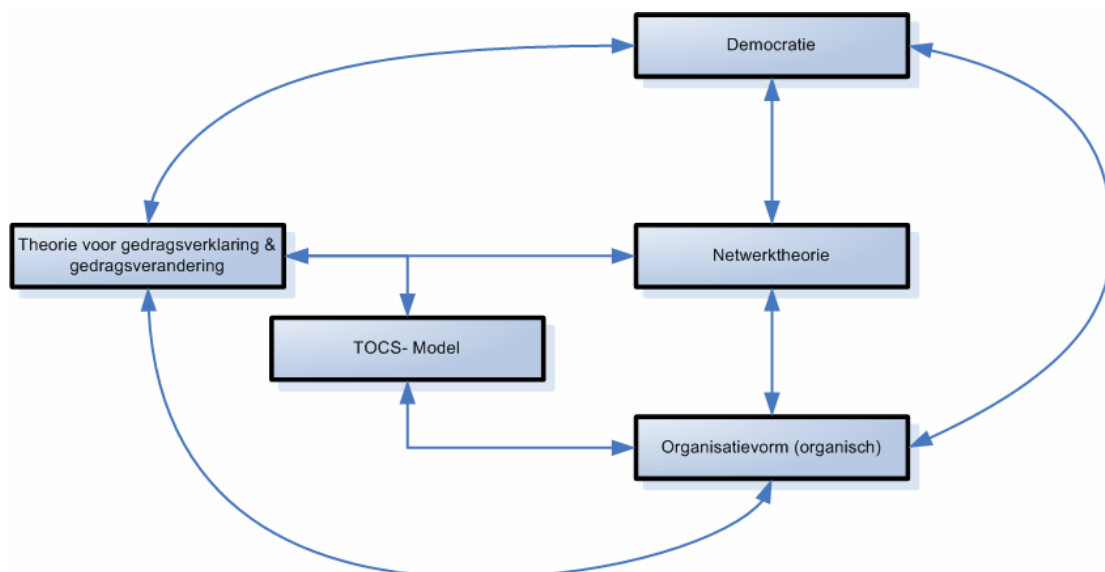 Democratie
Theorie voor gedragsverklaring &
gedragsverandering
Netwerktheorie
TOCS- Model
Organisatievorm (organisch)